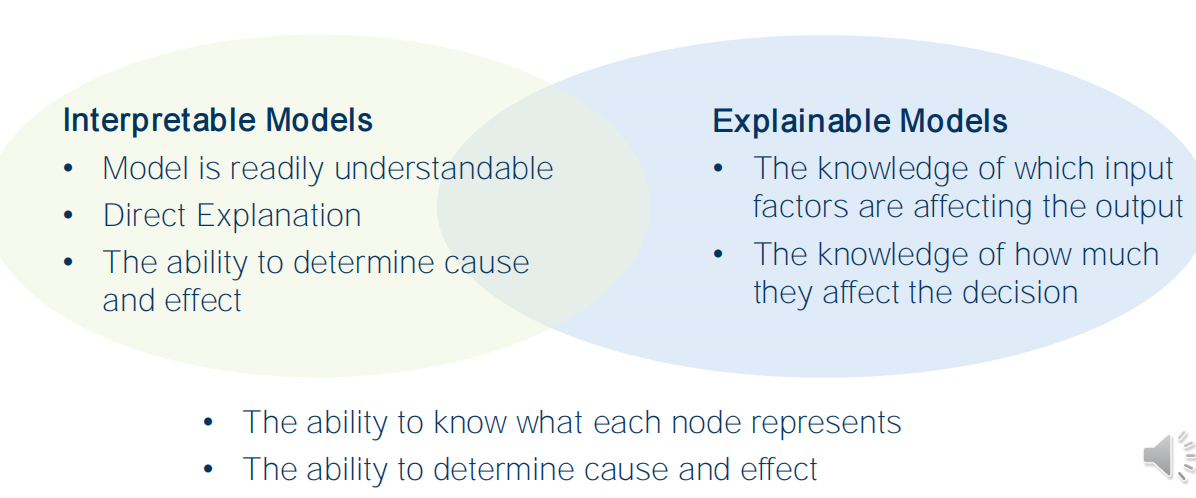 Interpretable Models
• Model is readily understandable
• Direct Explanation
• The ability to determine cause
and effect
Explainable Models
• The knowledge of which input
factors are affecting the output
• The knowledge of how much
they affect the decision
• The ability to know what each node represents
• The ability to determine cause and effect